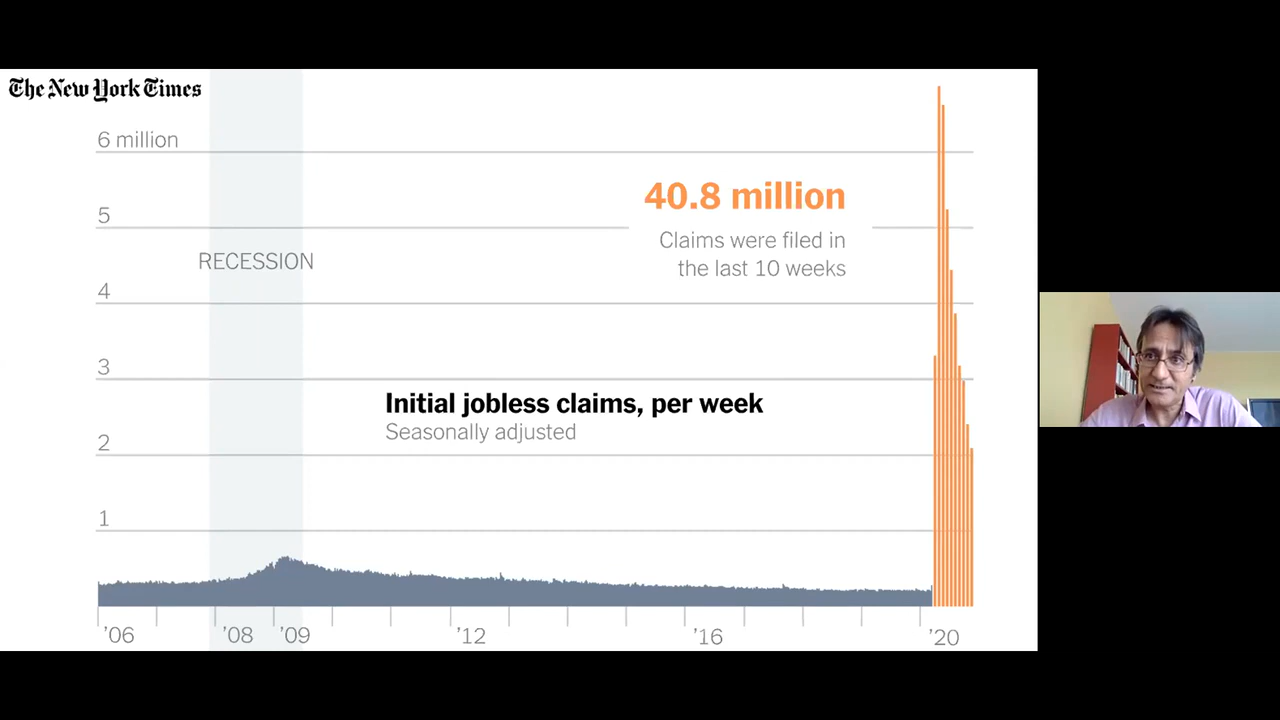 The New York Times
6 million
40.8 million
5
Claims were filed in
the last 10 weeks
RECESSION
4
3
Initial jobless claims, per week
Seasonally adjusted
2
1
’06
’08
’09
’12
’16
’20